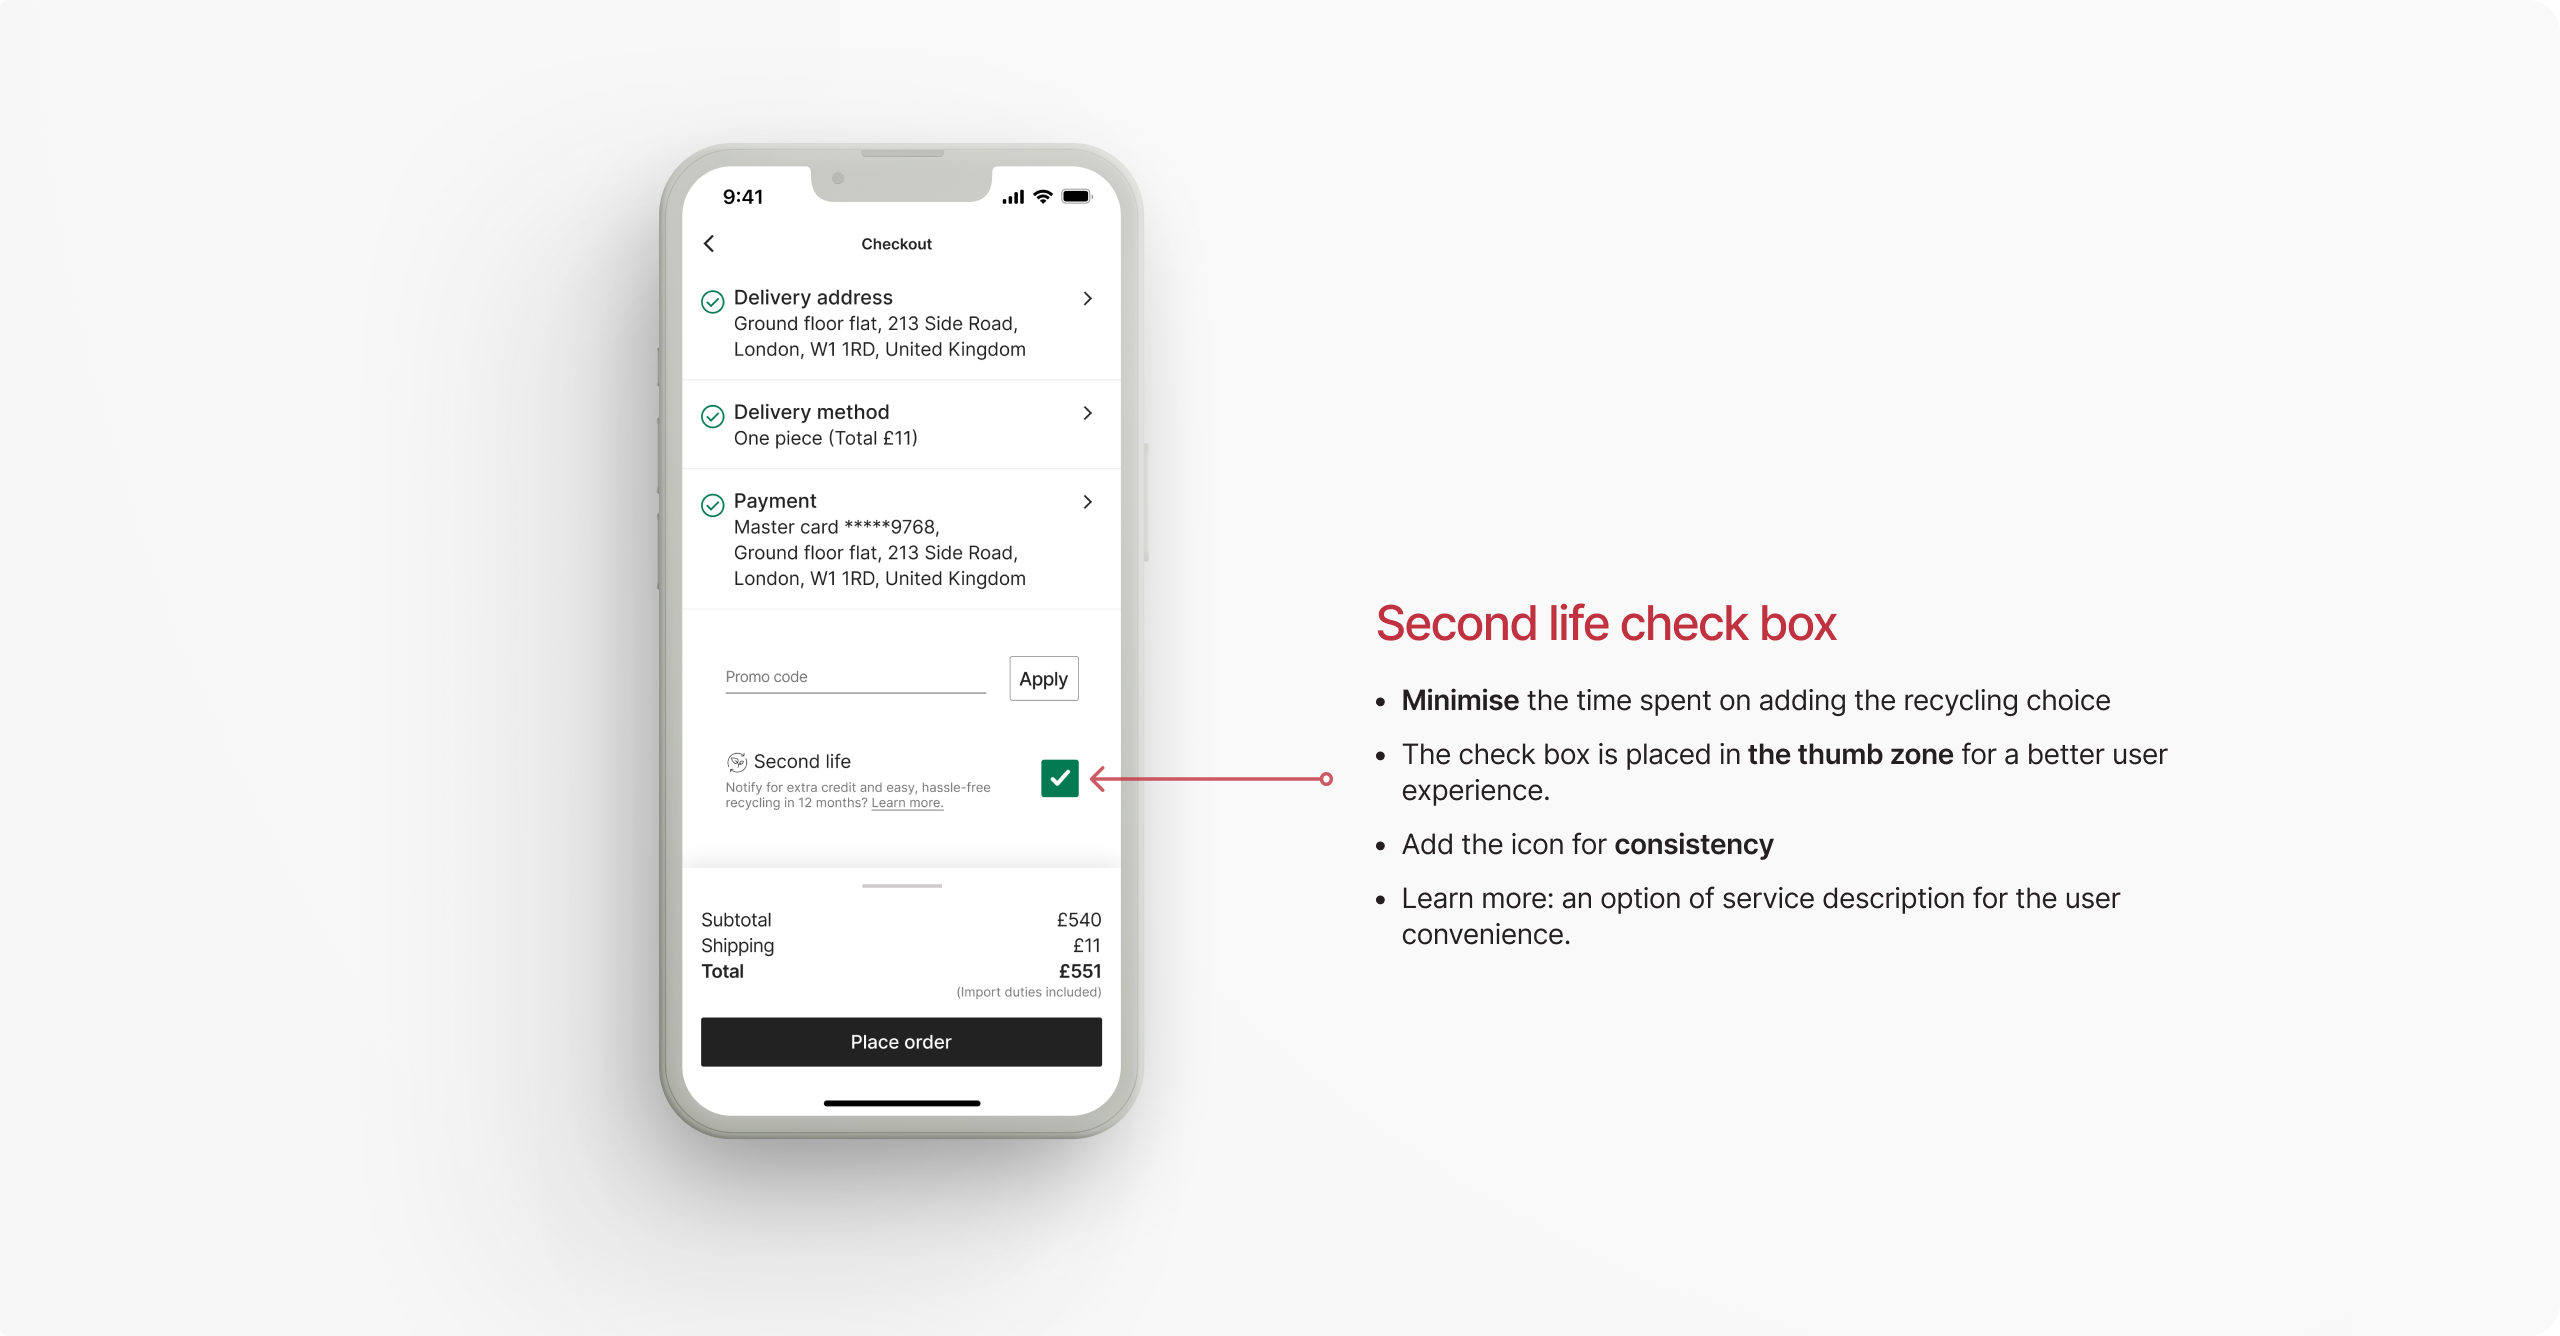 9:41
Checkout
Delivery address
Ground floor flat, 213 Side Road,
London, W1 1RD, United Kingdom
Delivery method
One piece (Total £11)
Payment
Master card *****9768,
Ground floor flat, 213 Side Road,
London, W1 1RD, United Kingdom
Promo code
Apply
Second life
Notify for extra credit and easy, hassle-free
recycling in 12 months? Learn more.
Subtotal £540
Shipping £11
Total £551
(Import duties included)
Place order
Second life check box
• Minimise the time spent on adding the recycling choice
• The check box is placed in the thumb zone for a better user
experience.
• Add the icon for consistency
• Learn more: an option of service description for the user
convenience.